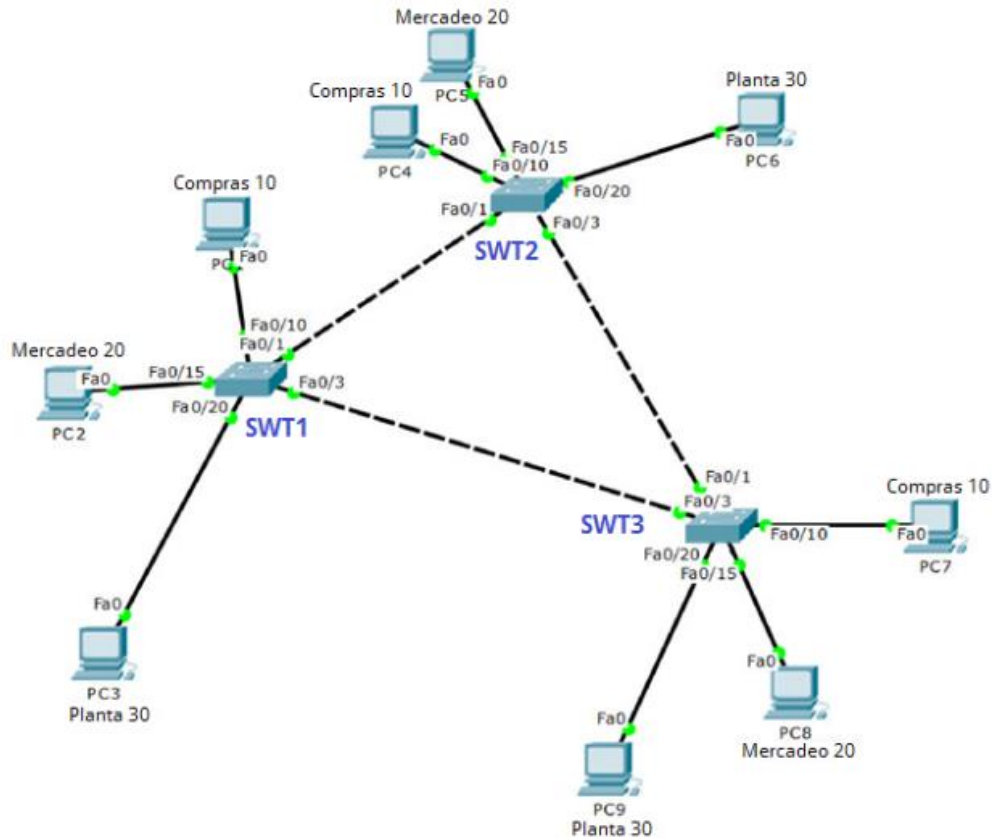 Mercadeo 20
Fa0
PC5
Compras 10
Fa0
PC4
Fa0/15
Fa0/10
Planta 30
Fa0
PC6
Fa0/20
Fa0/1
Fa0/3
SWT2
Compras 10
Fa0
Fa0/10
Fa0/1
Mercadeo 20
Fa0
Fa0/15
PC2
Fa0/20
Fa0/3
SWT1
Fa0/1
Fa0/3
SWT3
Compras 10
Fa0/10
Fa0
PC7
Fa0/20
Fa0/15
Fa0
PC3
Planta 30
Fa0
PC8
Mercadeo 20
Fa0
PC9
Planta 30